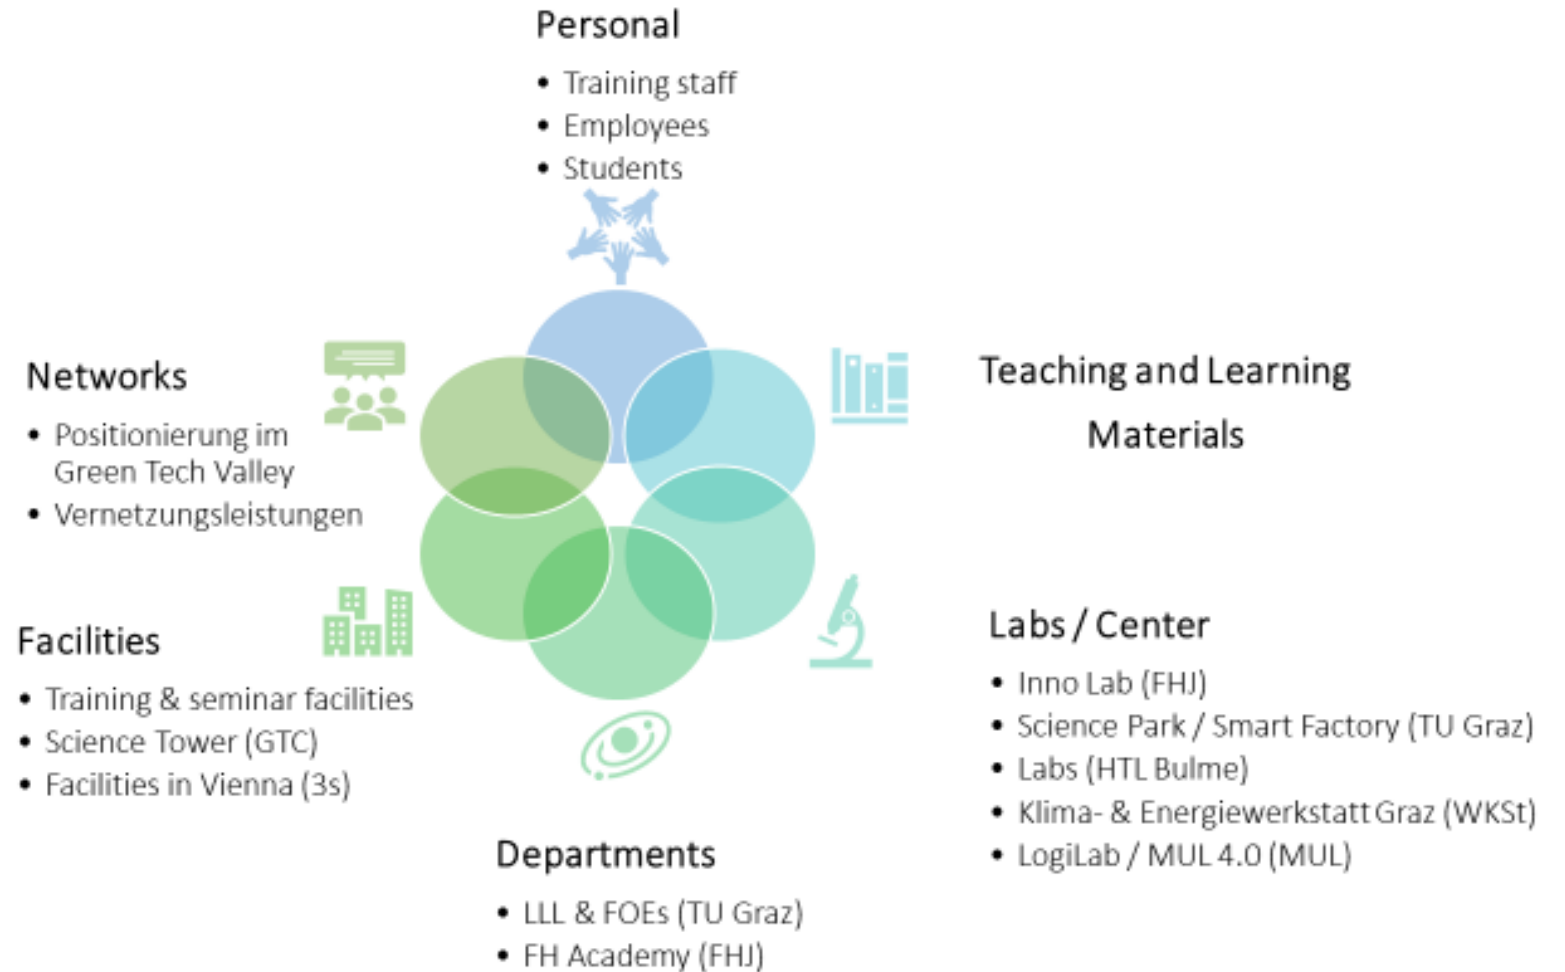 Personal
• Training staff
• Employees
• Students
Networks
• Positionierung im
Green Tech Valley
• Vernetzungsleistungen
Teaching and Learning
Materials
Facilities
• Training & seminar facilities
• Science Tower (GTC)
• Facilities in Vienna (3s)
Labs / Center
• Inno Lab (FHJ)
• Science Park / Smart Factory (TU Graz)
• Labs (HTL Bulme)
• Klima- & Energiewerkstatt Graz (WKSt)
• LogiLab / MUL 4.0 (MUL)
Departments
• LLL & FOEs (TU Graz)
• FH Academy (FHJ)